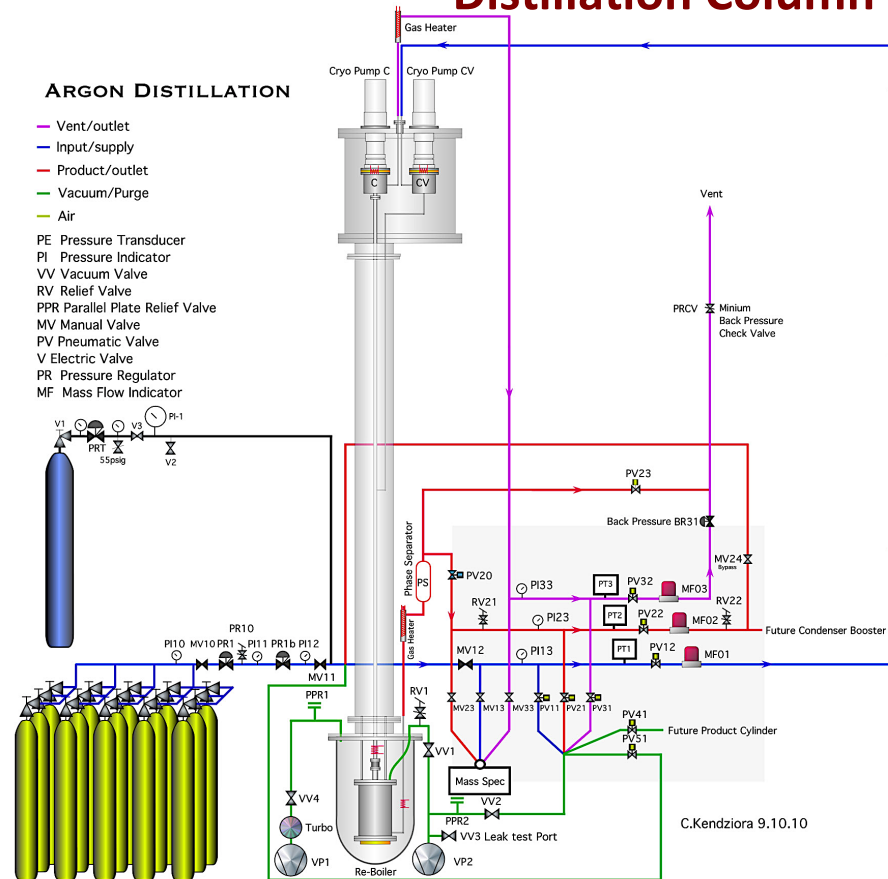 Distillation Column
Gas Heater
Cryo Pump C
Cryo Pump CV
ARGON DISTILLATION
Vent/outlet
Input/supply
Product/outlet
Vacuum/Purge
Air
C
CV
PE Pressure Transducer
PI Pressure Indicator
VV Vacuum Valve
RV Relief Valve
PPR Parallel Plate Relief Valve
MV Manual Valve
PV Pneumatic Valve
V Electric Valve
PR Pressure Regulator
MF Mass Flow Indicator
Vent
PRCV
Minium
Back Pressure
Check Valve
V1
PRT
55psig
V3
PI-1
V2
PV23
Back Pressure BR31
Phase Separator
PS
PV20
MV24
Bypass
PI33
PT3
PV32
MF03
RV21
PI23
PT2
PV22
MF02
RV22
Future Condenser Booster
Gas Heater
PI10
MV10
PR1
PR10
PI11
PR1b
PI12
MV11
MV12
PI13
PT1
PV12
MF01
MV23
MV13
MV33
PV11
PV21
PV31
PPR1
RV1
VV1
PV41
Future Product Cylinder
PV51
Mass Spec
VV4
VV2
PPR2
Turbo
VV3 Leak test Port
VP1
VP2
Re-Boiler
C.Kendziora 9.10.10